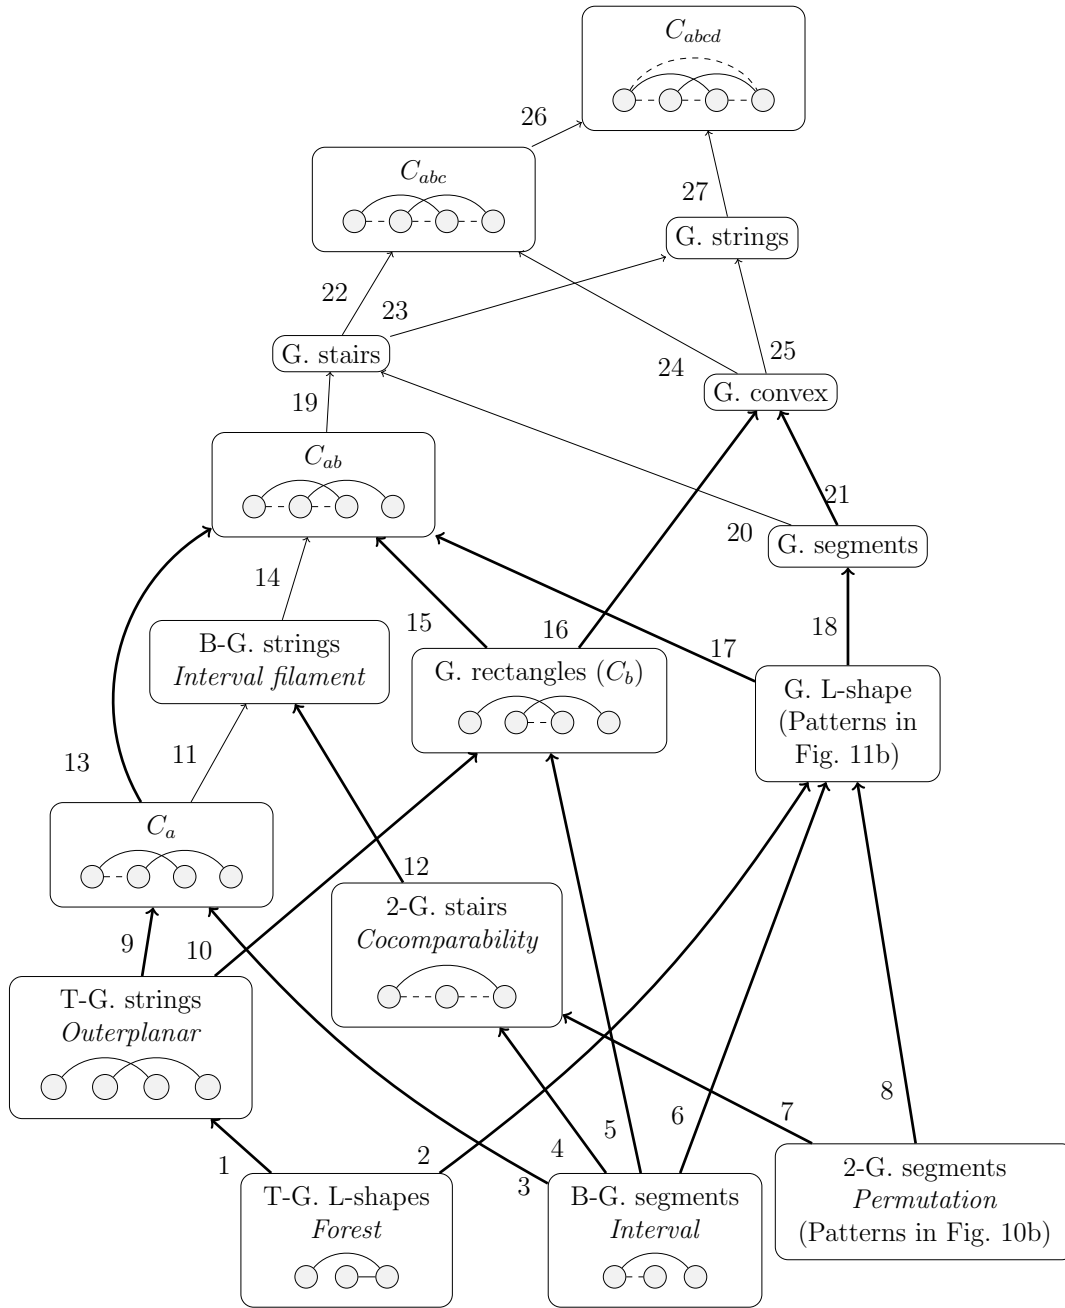 C_abcd
26
C_abc
27
G. strings
22
23
G. stairs
24
25
G. convex
19
C_ab
21
20
G. segments
14
15
16
17
18
B-G. strings
Interval filament
G. rectangles (C_b)
G. L-shape
(Patterns in
Fig. 11b)
13
11
C_a
12
2-G. stairs
Cocomparability
9
10
T-G. strings
Outerplanar
1
2
3
4
5
6
7
8
T-G. L-shapes
Forest
B-G. segments
Interval
2-G. segments
Permutation
(Patterns in Fig. 10b)